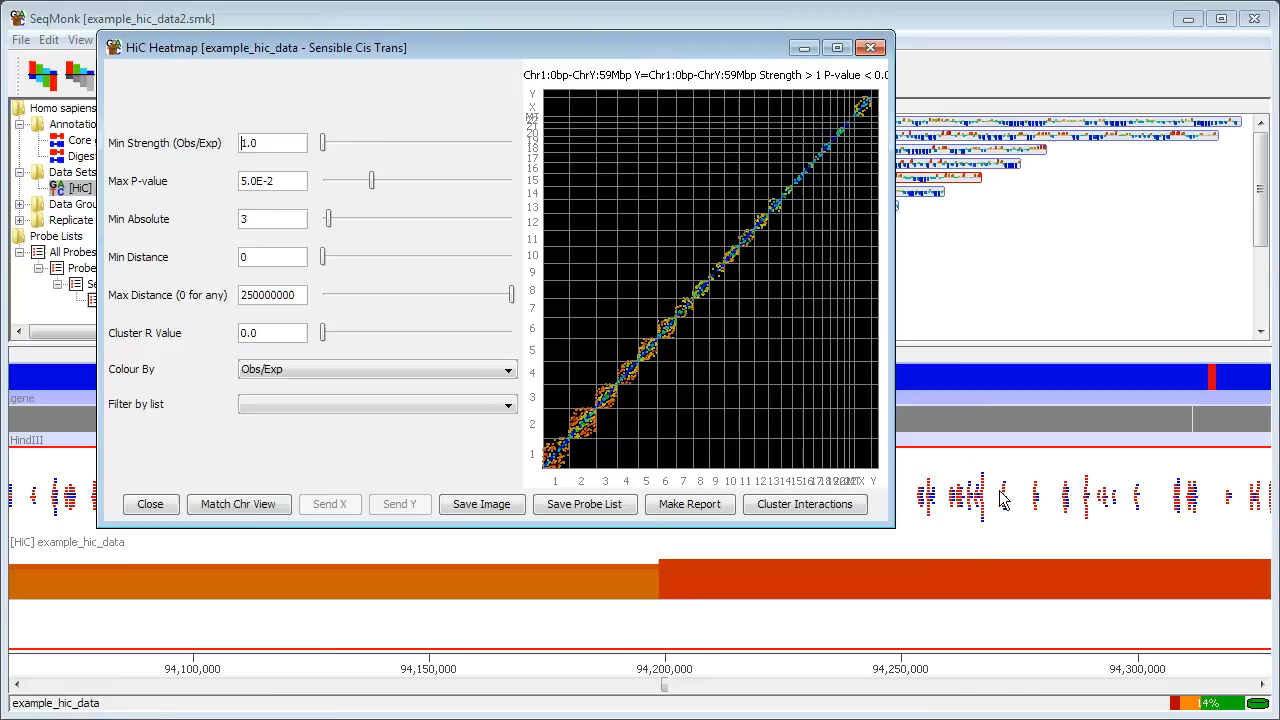 SeqMonk [example_hic_data2.smk]
File Edit View
HiC Heatmap [example_hic_data - Sensible Cis Trans]
Homo sapiens
Annotatio
Core
Digest
Data Sets
[HiC]
Data Grou
Replicate
Probe Lists
All Probes
Probe
Se
Min Strength (Obs/Exp) 1.0
Max P-value 5.0E-2
Min Absolute 3
Min Distance 0
Max Distance (0 for any) 250000000
Cluster R Value 0.0
Colour By Obs/Exp
Filter by list
Chr1:0bp-ChrY:59Mbp Y=Chr1:0bp-ChrY:59Mbp Strength > 1 P-value < 0.0
Y
X
MT
21
20
19
18
17
16
15
14
13
12
11
10
9
8
7
6
5
4
3
2
1
1 2 3 4 5 6 7 8 9 10 11 12 13 14 15 16 17 18 X Y
Close Match Chr View Send X Send Y Save Image Save Probe List Make Report Cluster Interactions
gene
HindIII
[HiC] example_hic_data
94,100,000 94,150,000 94,200,000 94,250,000 94,300,000
example_hic_data 14%